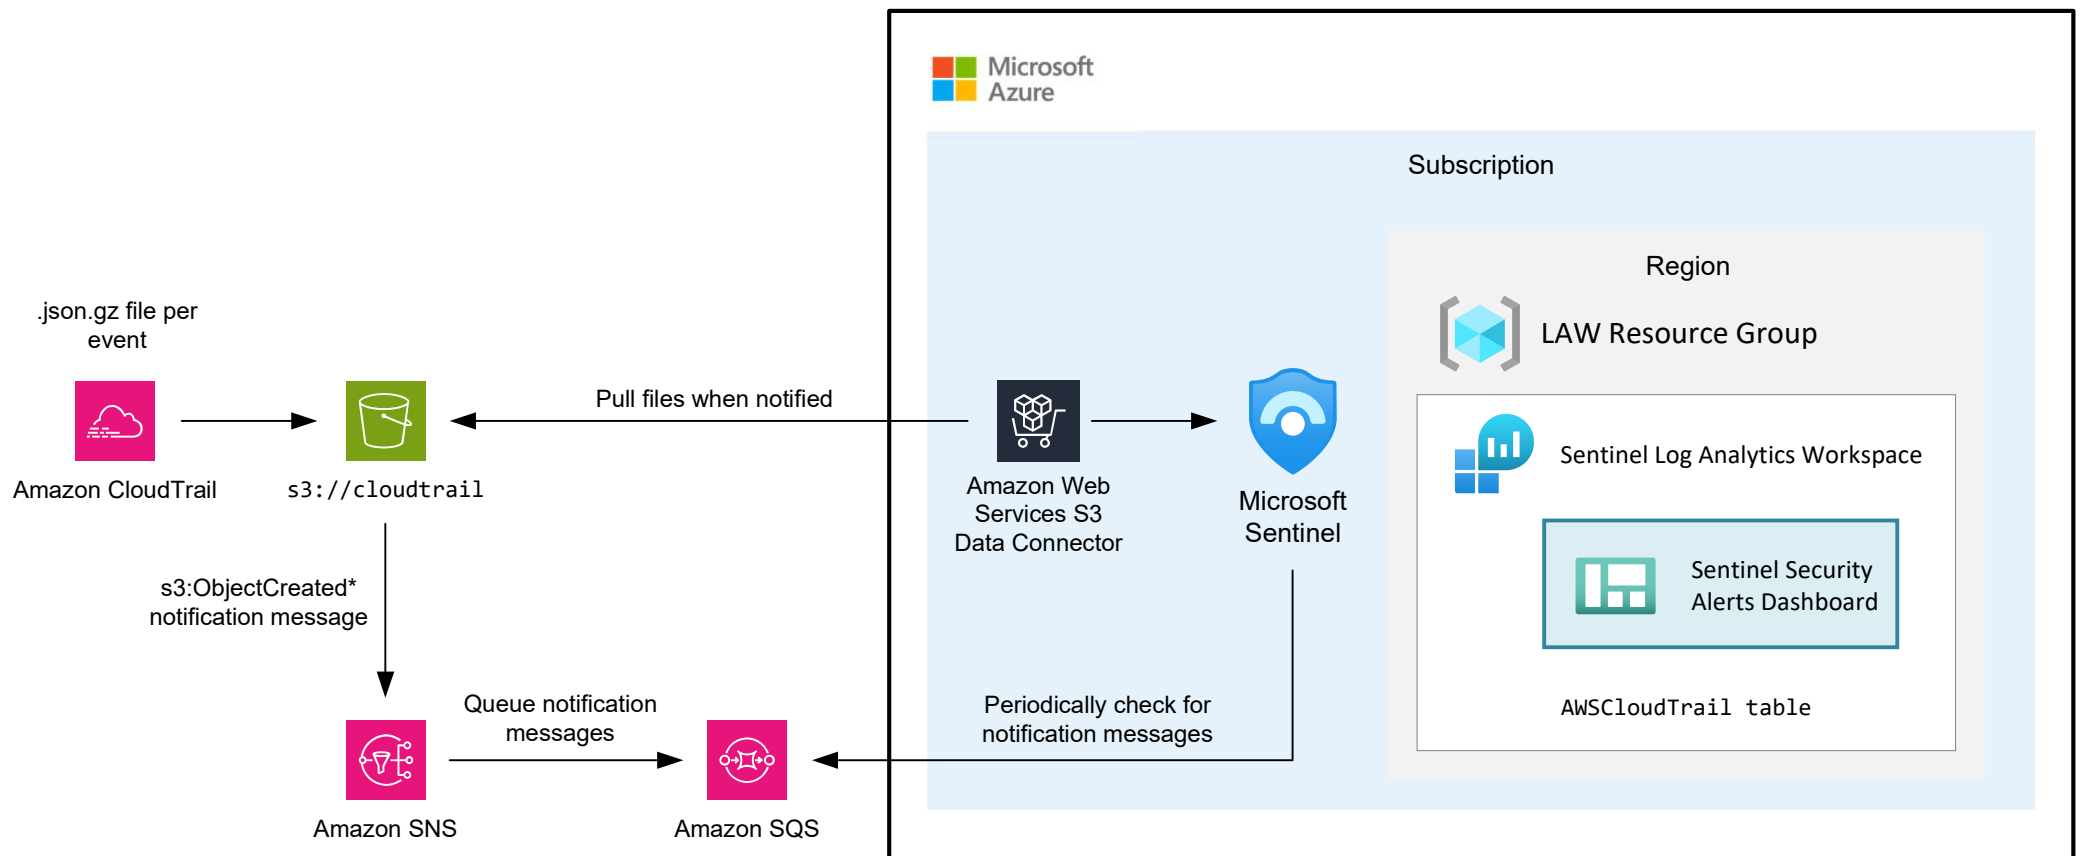 Microsoft
Azure
Subscription
Region
LAW Resource Group
.json.gz file per
event
Amazon CloudTrail
s3://cloudtrail
Pull files when notified
Amazon Web
Services S3
Data Connector
Microsoft
Sentinel
Sentinel Log Analytics Workspace
Sentinel Security
Alerts Dashboard
AWSCloudTrail table
s3:ObjectCreated*
notification message
Queue notification
messages
Periodically check for
notification messages
Amazon SNS
Amazon SQS